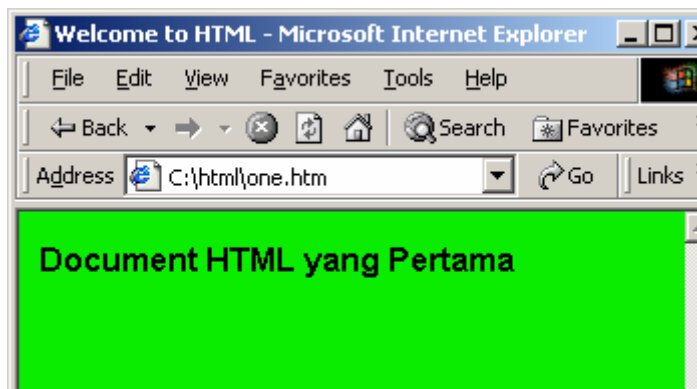 Welcome to HTML - Microsoft Internet Explorer
File Edit View Favorites Tools Help
Back Search Favorites
Address C:\html\one.htm Go Links
Document HTML yang Pertama